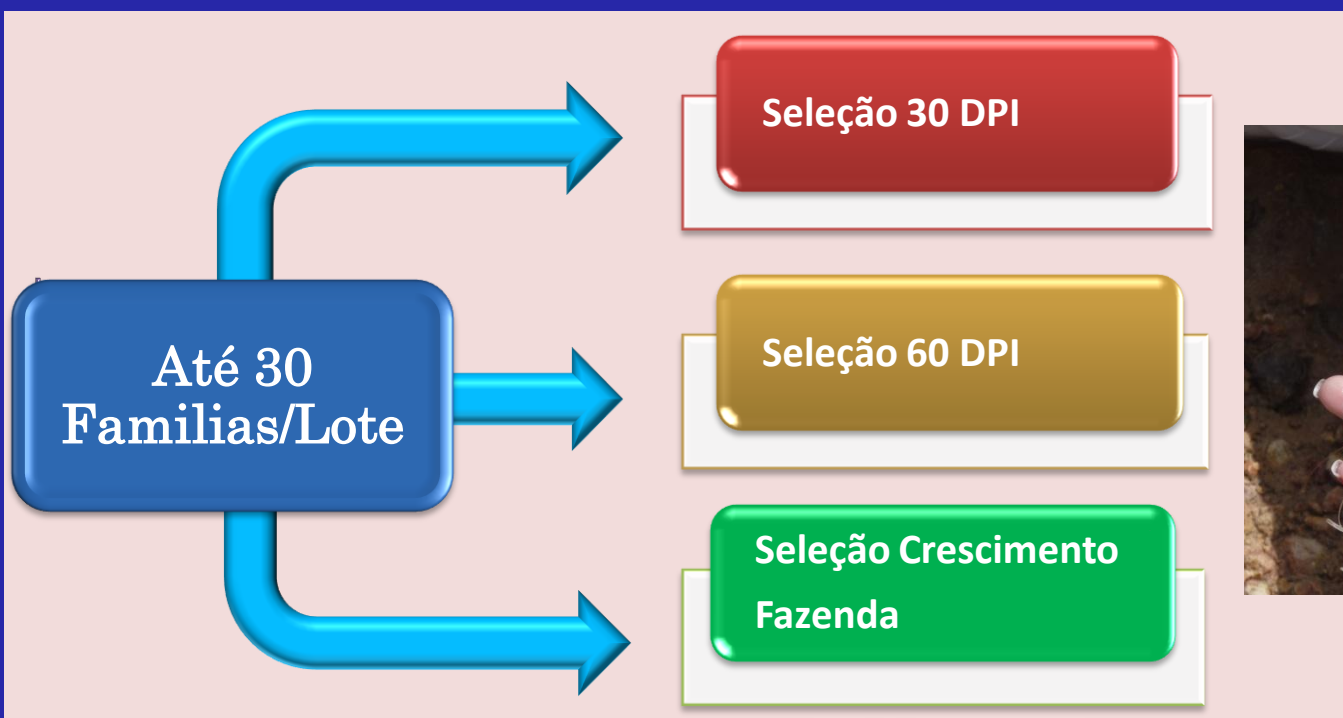 Seleção 30 DPI
Até 30
Familias/Lote
Seleção 60 DPI
Seleção Crescimento
Fazenda